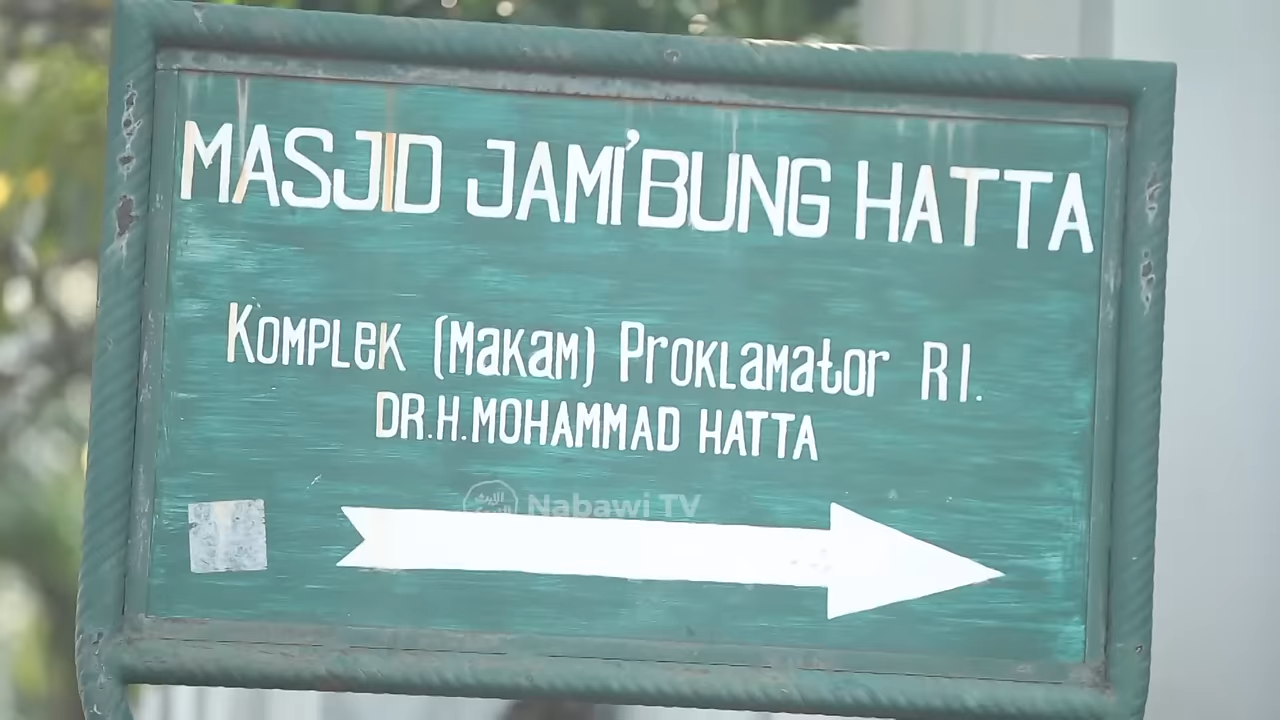 MASJID JAMI'BUNG HATTA
KOMPLEK (MAKAM) PROKLAMATOR RI.
DR.H.MOHAMMAD HATTA
Nabawi TV